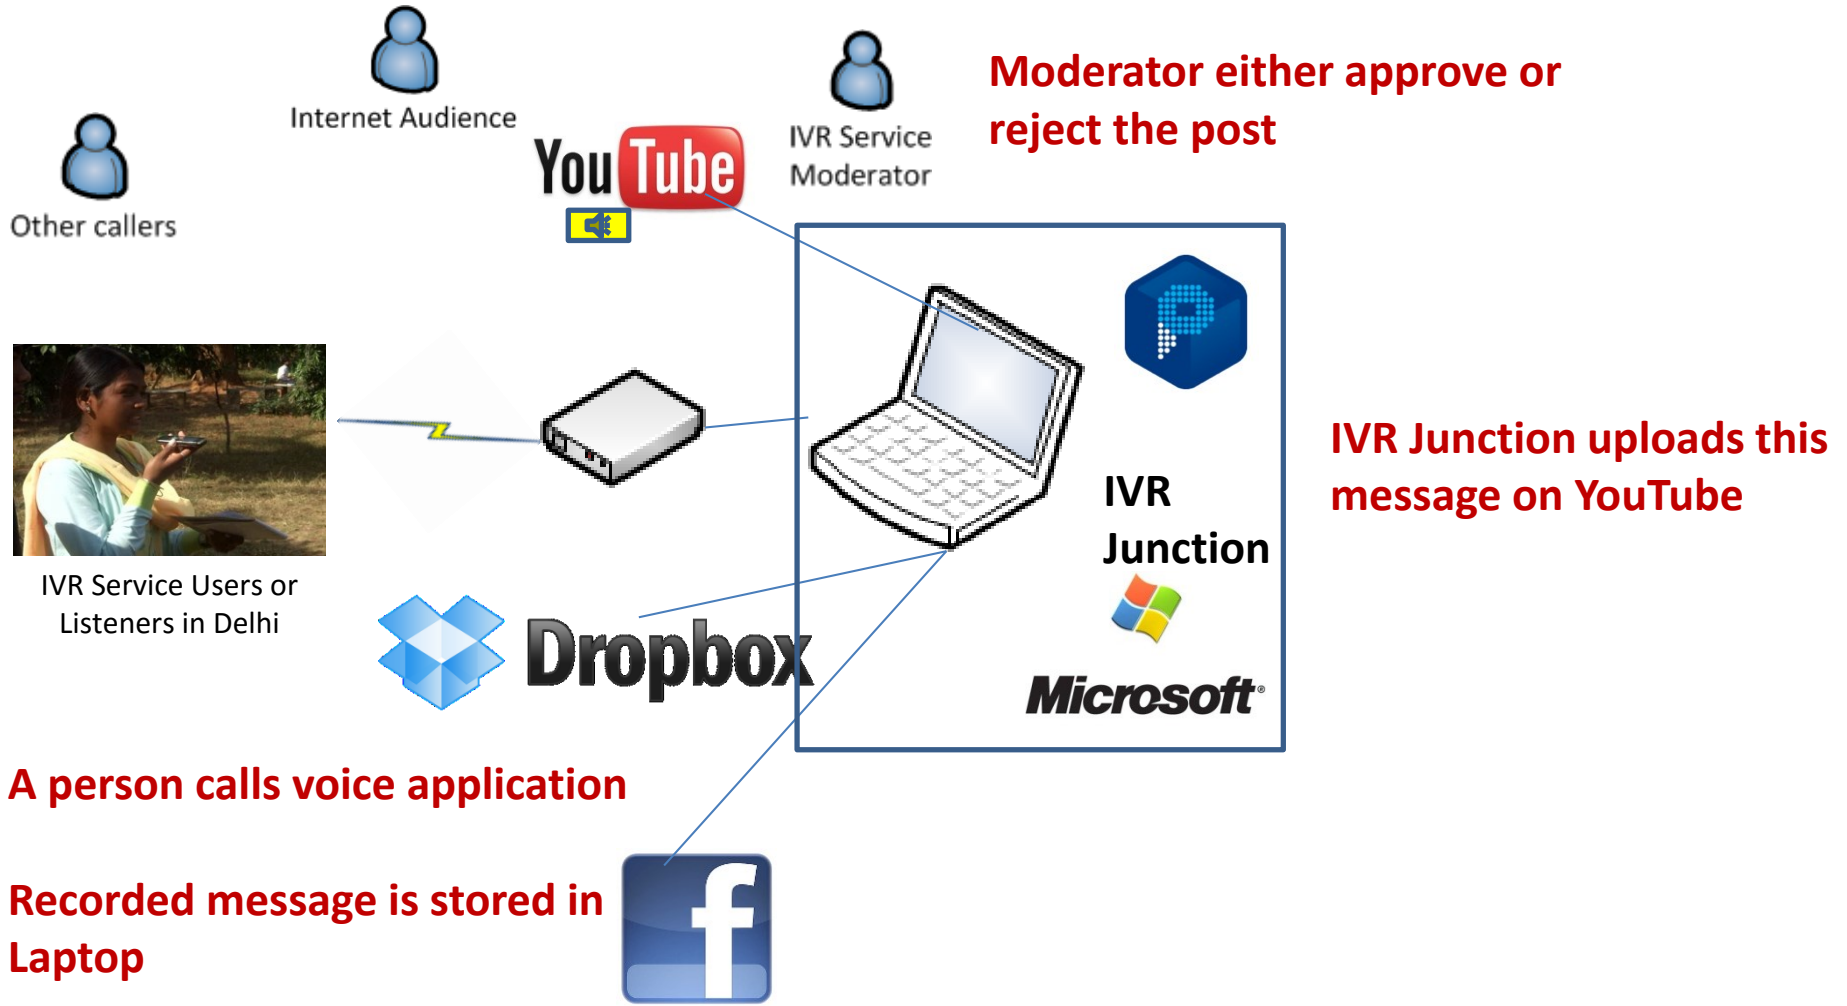 Internet Audience
Other callers
YouTube
IVR Service
Moderator
Moderator either approve or
reject the post
IVR Service Users or
Listeners in Delhi
IVR
Junction
Microsoft®
Dropbox
IVR Junction uploads this
message on YouTube
A person calls voice application
Recorded message is stored in
Laptop
f